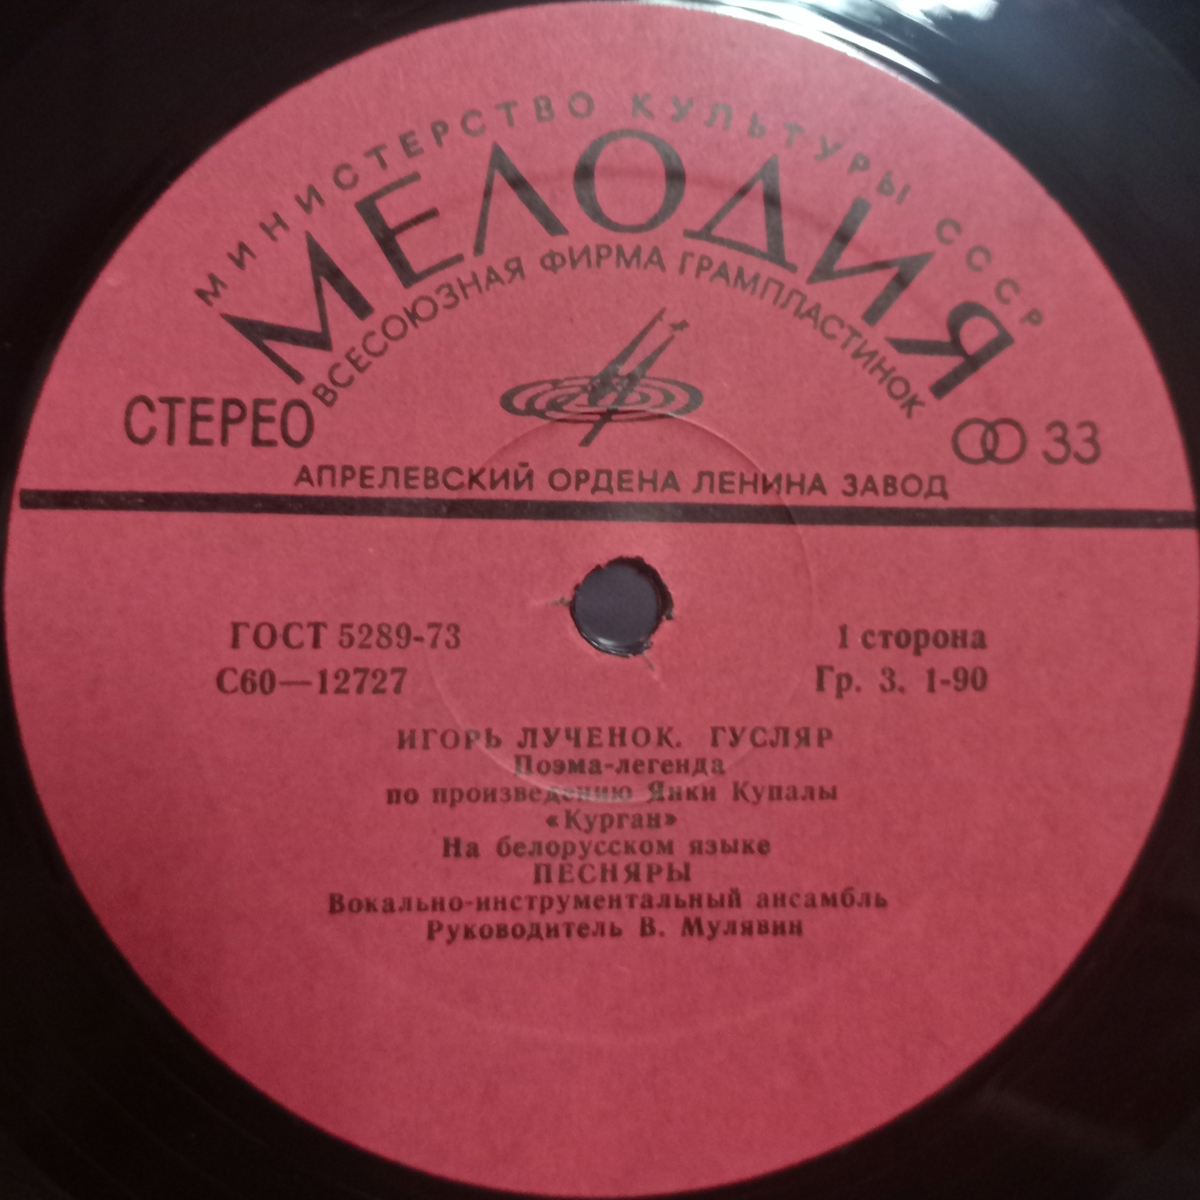 МИНИСТЕРСТВО КУЛЬТУРЫ СССР
МЕЛОДИЯ
ВСЕСОЮЗНАЯ ФИРМА ГРАМПЛАСТИНОК
СТЕРЕО
33
АПРЕЛЕВСКИЙ ОРДЕНА ЛЕНИНА ЗАВОД
ГОСТ 5289-73
1 сторона
С60—12727
Гр. 3. 1-90
ИГОРЬ ЛУЧЕНОК. ГУСЛЯР
Поэма-легенда
по произведению Янки Купалы
«Курган»
На белорусском языке
ПЕСНЯРЫ
Вокально-инструментальный ансамбль
Руководитель В. Мулявин